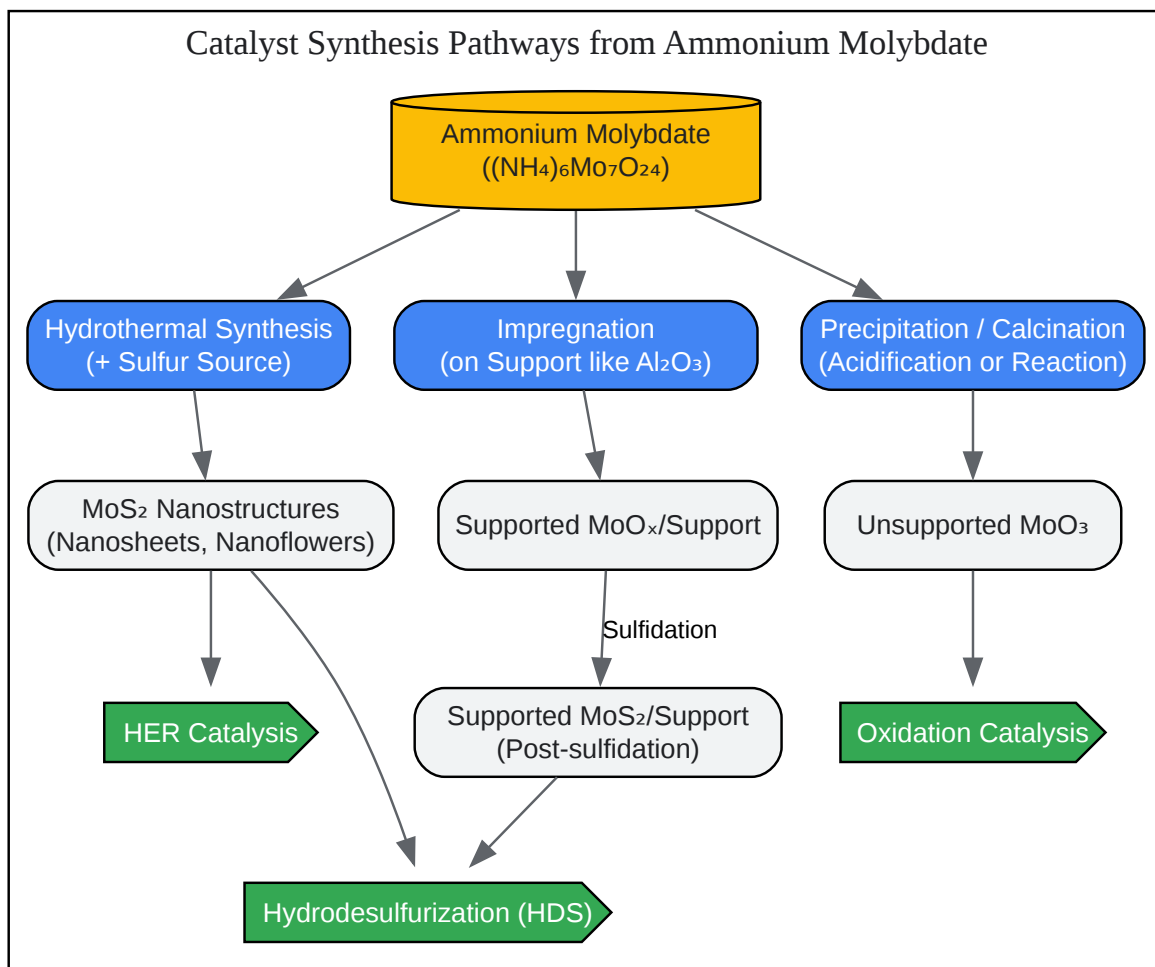 Catalyst Synthesis Pathways from Ammonium Molybdate
Ammonium Molybdate
((NH₄)₆Mo₇O₂₄)
Hydrothermal Synthesis
(+ Sulfur Source)
Impregnation
(on Support like Al₂O₃)
Precipitation / Calcination
(Acidification or Reaction)
MoS₂ Nanostructures
(Nanosheets, Nanoflowers)
Supported MoOₓ/Support
Unsupported MoO₃
Sulfidation
HER Catalysis
Supported MoS₂/Support
(Post-sulfidation)
Oxidation Catalysis
Hydrodesulfurization (HDS)